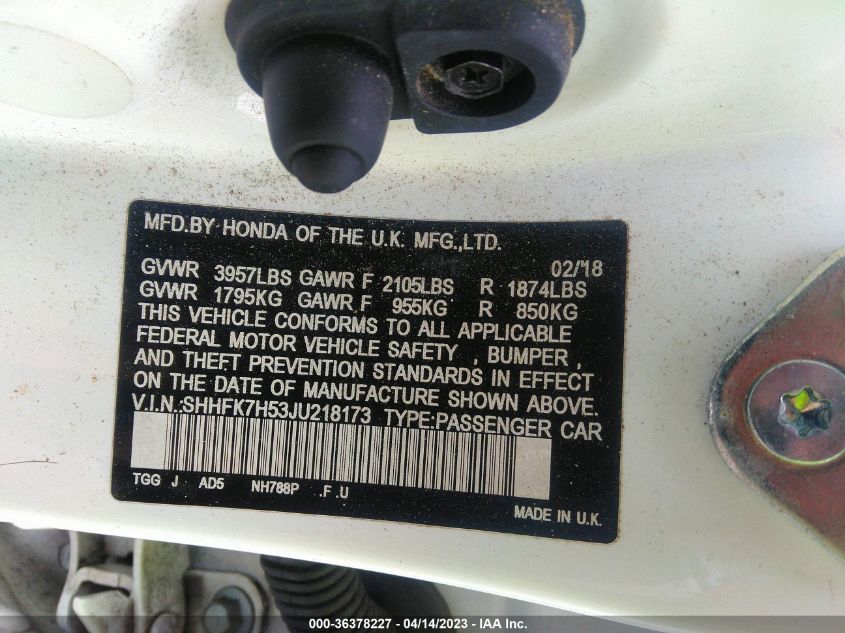 MFD.BY HONDA OF THE U.K. MFG.,LTD.
02/18
GVWR 3957LBS GAWR F 2105LBS R 1874LBS
GVWR 1795KG GAWR F 955KG R 850KG
THIS VEHICLE CONFORMS TO ALL APPLICABLE
FEDERAL MOTOR VEHICLE SAFETY , BUMPER ,
AND THEFT PREVENTION STANDARDS IN EFFECT
ON THE DATE OF MANUFACTURE SHOWN ABOVE.
V.I.N.:SHHFK7H53JU218173 TYPE:PASSENGER CAR
TGG J AD5 NH788P .F .U
MADE IN U.K.
000-36378227 - 04/14/2023 - IAA Inc.